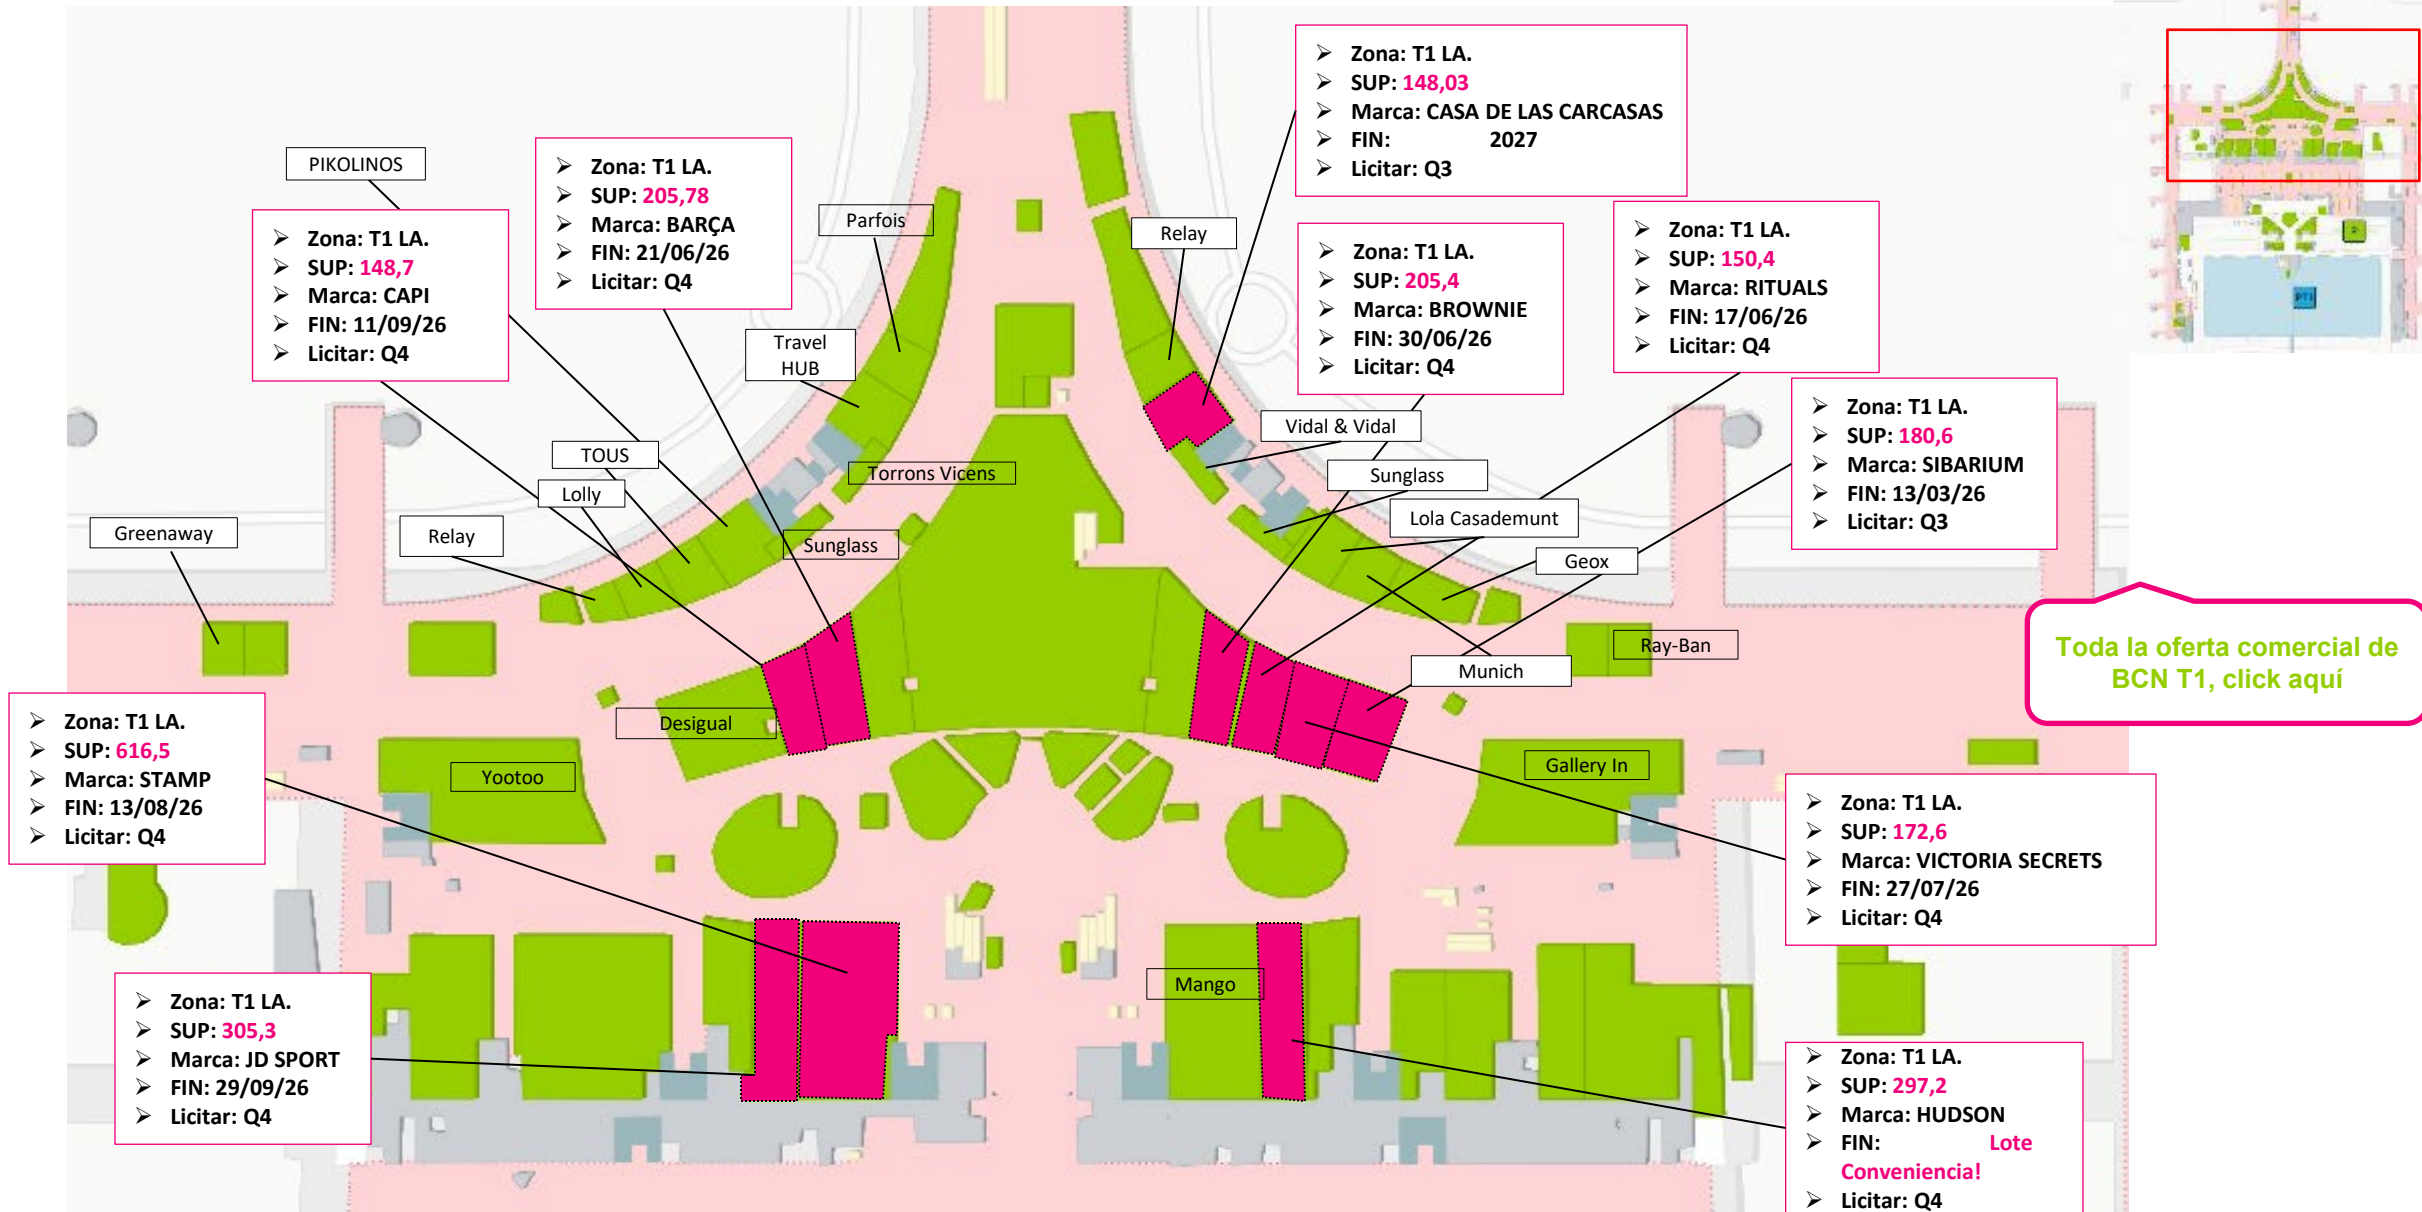 ➢ Zona: T1 LA.
➢ SUP: 148,03
➢ Marca: CASA DE LAS CARCASAS
➢ FIN: 2027
➢ Licitar: Q3
PIKOLINOS
➢ Zona: T1 LA.
➢ SUP: 205,78
➢ Marca: BARÇA
➢ FIN: 21/06/26
➢ Licitar: Q4
➢ Zona: T1 LA.
➢ SUP: 148,7
➢ Marca: CAPI
➢ FIN: 11/09/26
➢ Licitar: Q4
Parfois
Relay
➢ Zona: T1 LA.
➢ SUP: 205,4
➢ Marca: BROWNIE
➢ FIN: 30/06/26
➢ Licitar: Q4
➢ Zona: T1 LA.
➢ SUP: 150,4
➢ Marca: RITUALS
➢ FIN: 17/06/26
➢ Licitar: Q4
Travel
HUB
➢ Zona: T1 LA.
➢ SUP: 180,6
➢ Marca: SIBARIUM
➢ FIN: 13/03/26
➢ Licitar: Q3
Vidal & Vidal
TOUS
Torrons Vicens
Sunglass
Lolly
Lola Casademunt
Greenaway
Relay
Sunglass
Geox
Ray-Ban
Munich
Toda la oferta comercial de
BCN T1, click aquí
Desigual
➢ Zona: T1 LA.
➢ SUP: 616,5
➢ Marca: STAMP
➢ FIN: 13/08/26
➢ Licitar: Q4
Yootoo
Gallery In
➢ Zona: T1 LA.
➢ SUP: 172,6
➢ Marca: VICTORIA SECRETS
➢ FIN: 27/07/26
➢ Licitar: Q4
Mango
➢ Zona: T1 LA.
➢ SUP: 305,3
➢ Marca: JD SPORT
➢ FIN: 29/09/26
➢ Licitar: Q4
➢ Zona: T1 LA.
➢ SUP: 297,2
➢ Marca: HUDSON
➢ FIN: Lote
Conveniencia!
➢ Licitar: Q4
PT1